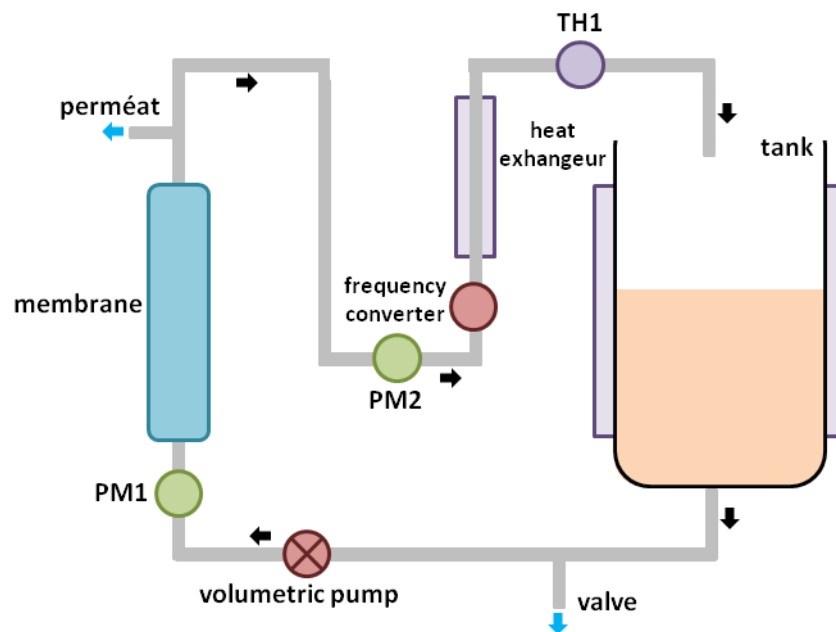 TH1
perméat
heat
exhangeur
tank
membrane
frequency
converter
PM2
PM1
volumetric pump
valve